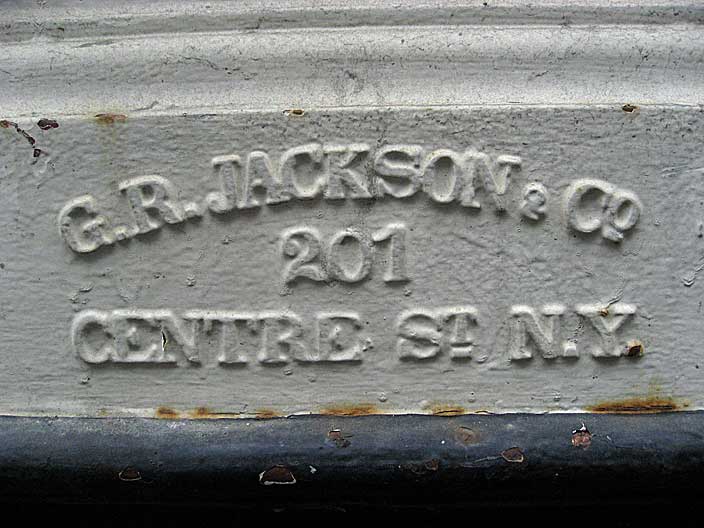 G.R. JACKSON & Co
201
CENTRE ST. N.Y.